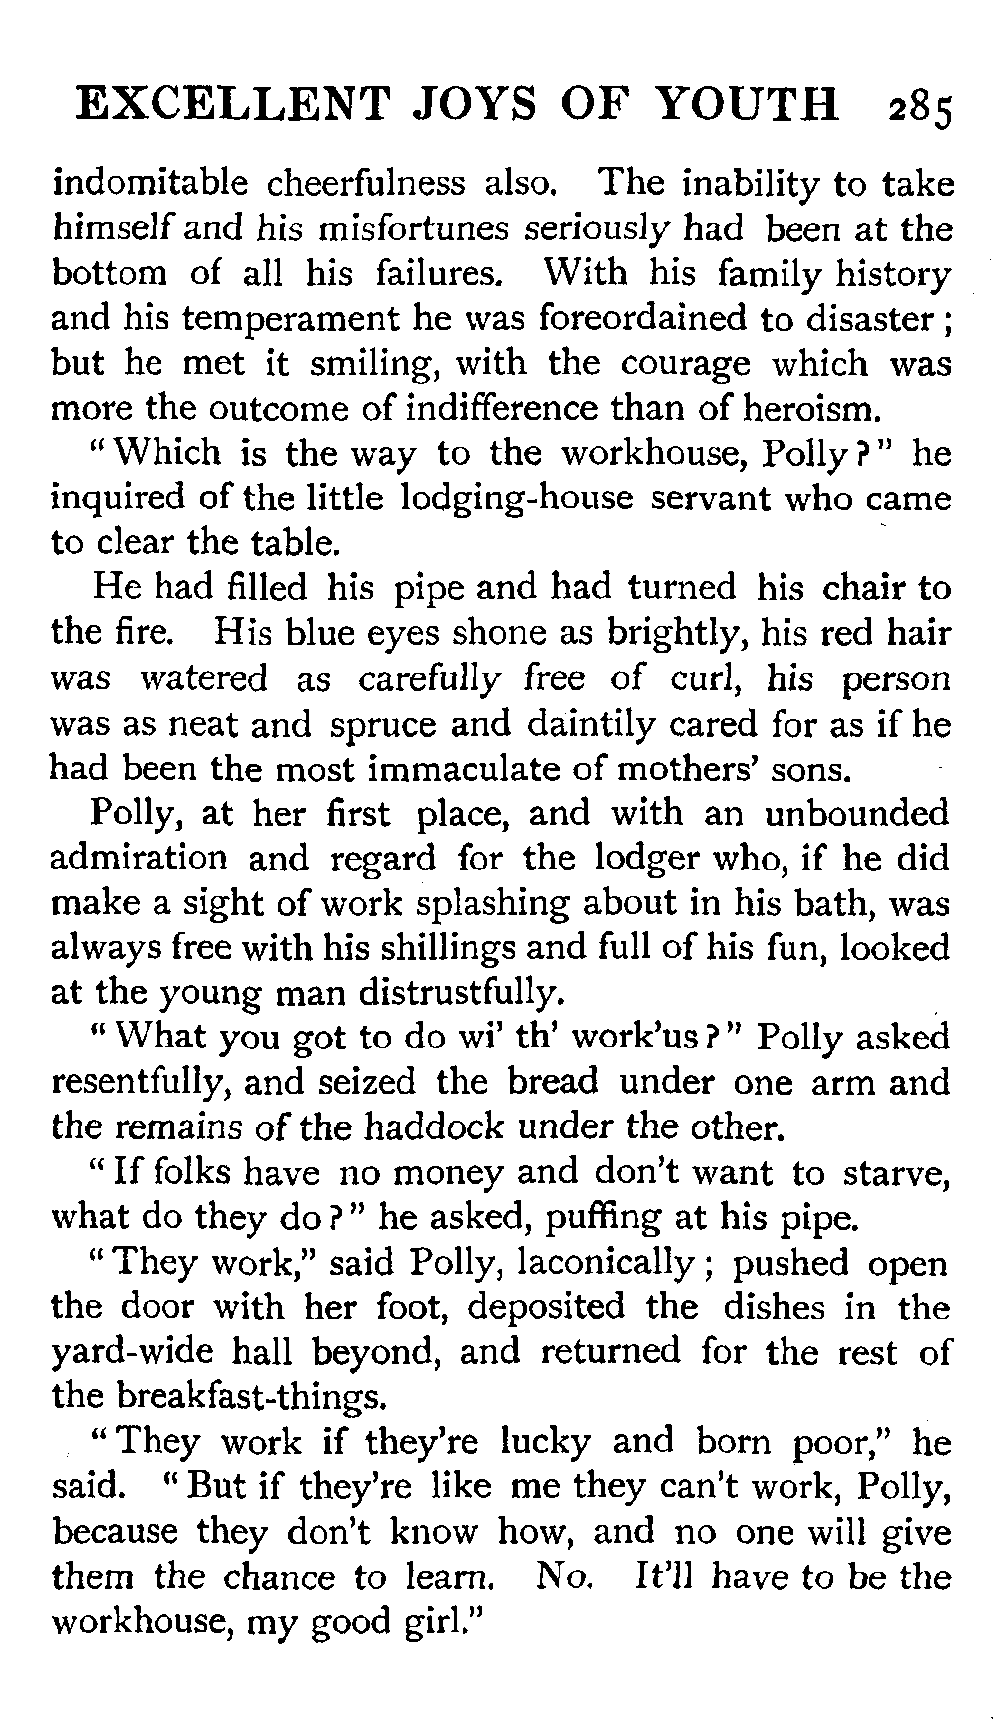 EXCELLENT JOYS OF YOUTH 285
indomitable cheerfulness also. The inability to take
himself and his misfortunes seriously had been at the
bottom of all his failures. With his family history
and his temperament he was foreordained to disaster ;
but he met it smiling, with the courage which was
more the outcome of indifference than of heroism.
" Which is the way to the workhouse, Polly ? " he
inquired of the little lodging-house servant who came
to clear the table.
He had filled his pipe and had turned his chair to
the fire. His blue eyes shone as brightly, his red hair
was watered as carefully free of curl, his person
was as neat and spruce and daintily cared for as if he
had been the most immaculate of mothers' sons.
Polly, at her first place, and with an unbounded
admiration and regard for the lodger who, if he did
make a sight of work splashing about in his bath, was
always free with his shillings and full of his fun, looked
at the young man distrustfully.
" What you got to do wi' th' work'us ? " Polly asked
resentfully, and seized the bread under one arm and
the remains of the haddock under the other.
" If folks have no money and don't want to starve,
what do they do ? " he asked, puffing at his pipe.
" They work," said Polly, laconically ; pushed open
the door with her foot, deposited the dishes in the
yard-wide hall beyond, and returned for the rest of
the breakfast-things.
" They work if they're lucky and born poor," he
said. " But if they're like me they can't work, Polly,
because they don't know how, and no one will give
them the chance to learn. No. It'll have to be the
workhouse, my good girl."